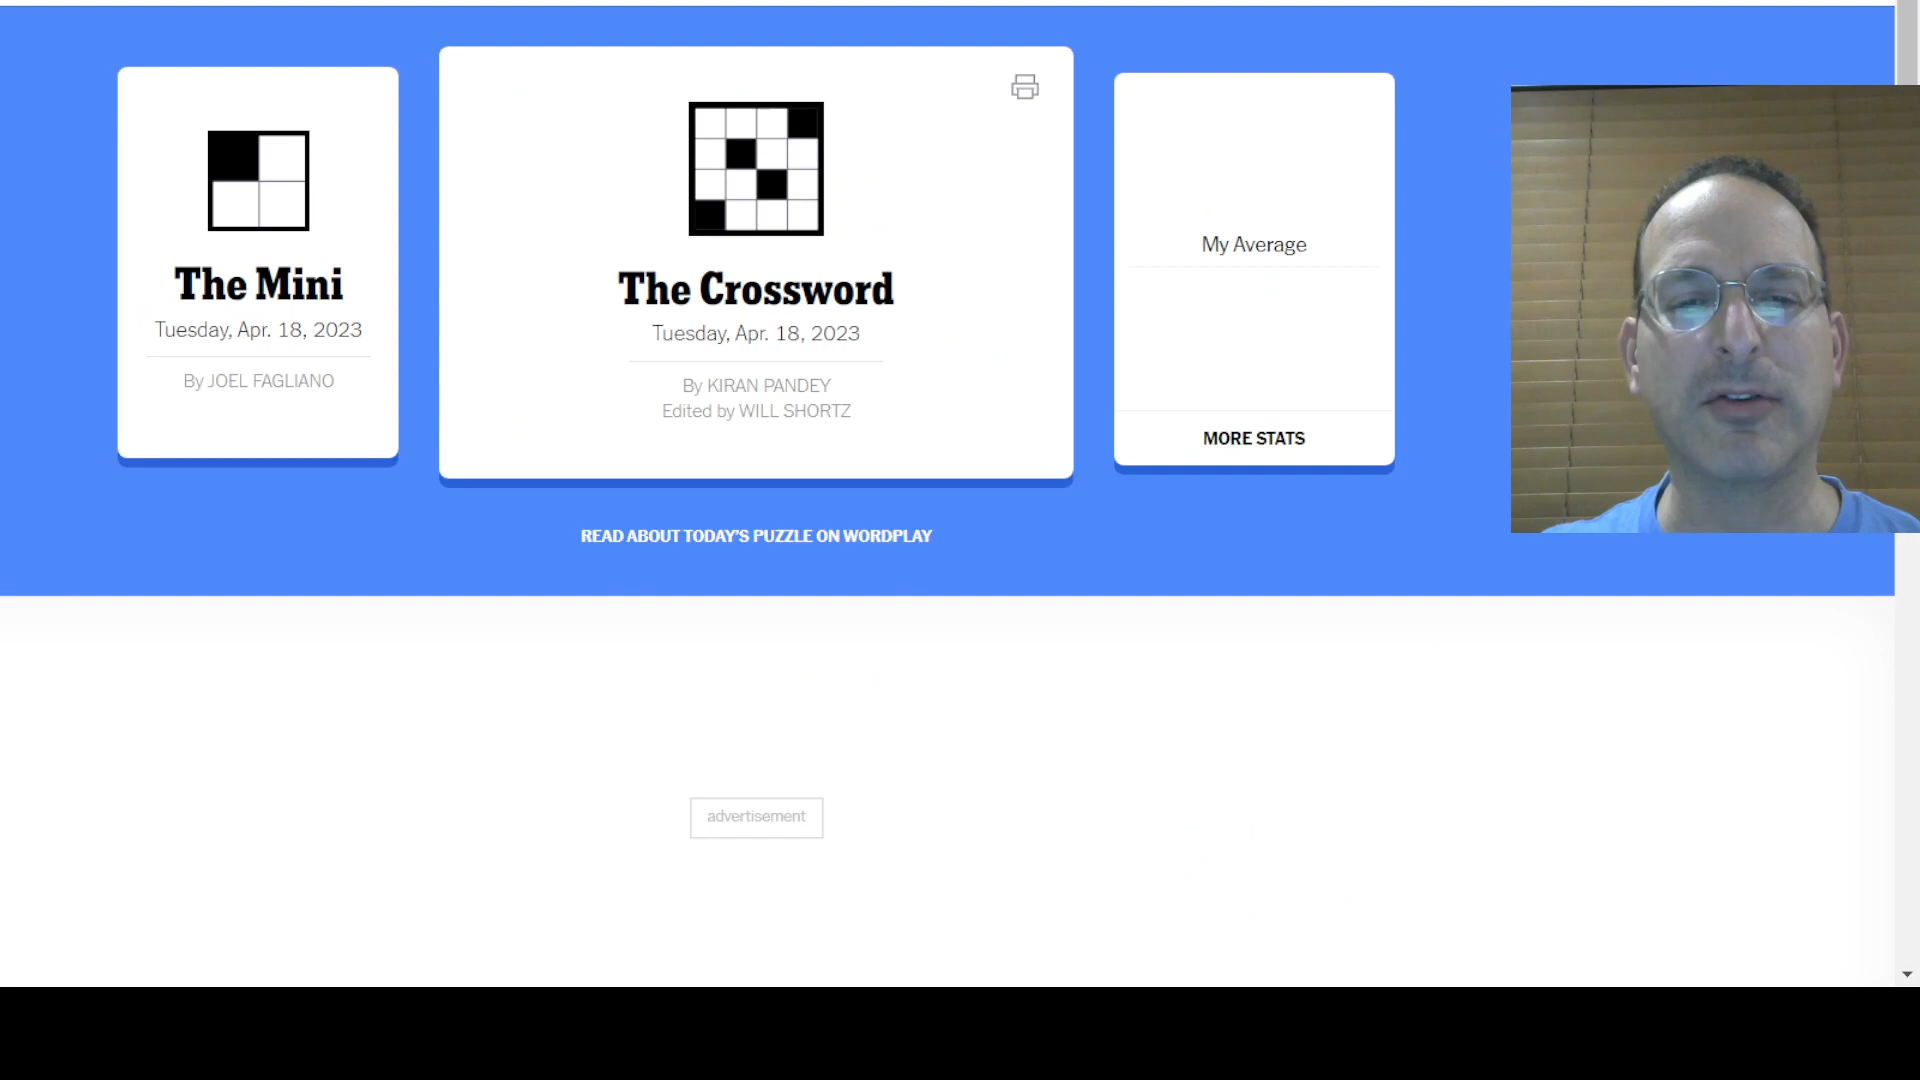 The Mini
Tuesday, Apr. 18, 2023
By JOEL FAGLIANO
The Crossword
Tuesday, Apr. 18, 2023
By KIRAN PANDEY
Edited by WILL SHORTZ
My Average
MORE STATS
READ ABOUT TODAY'S PUZZLE ON WORDPLAY
advertisement